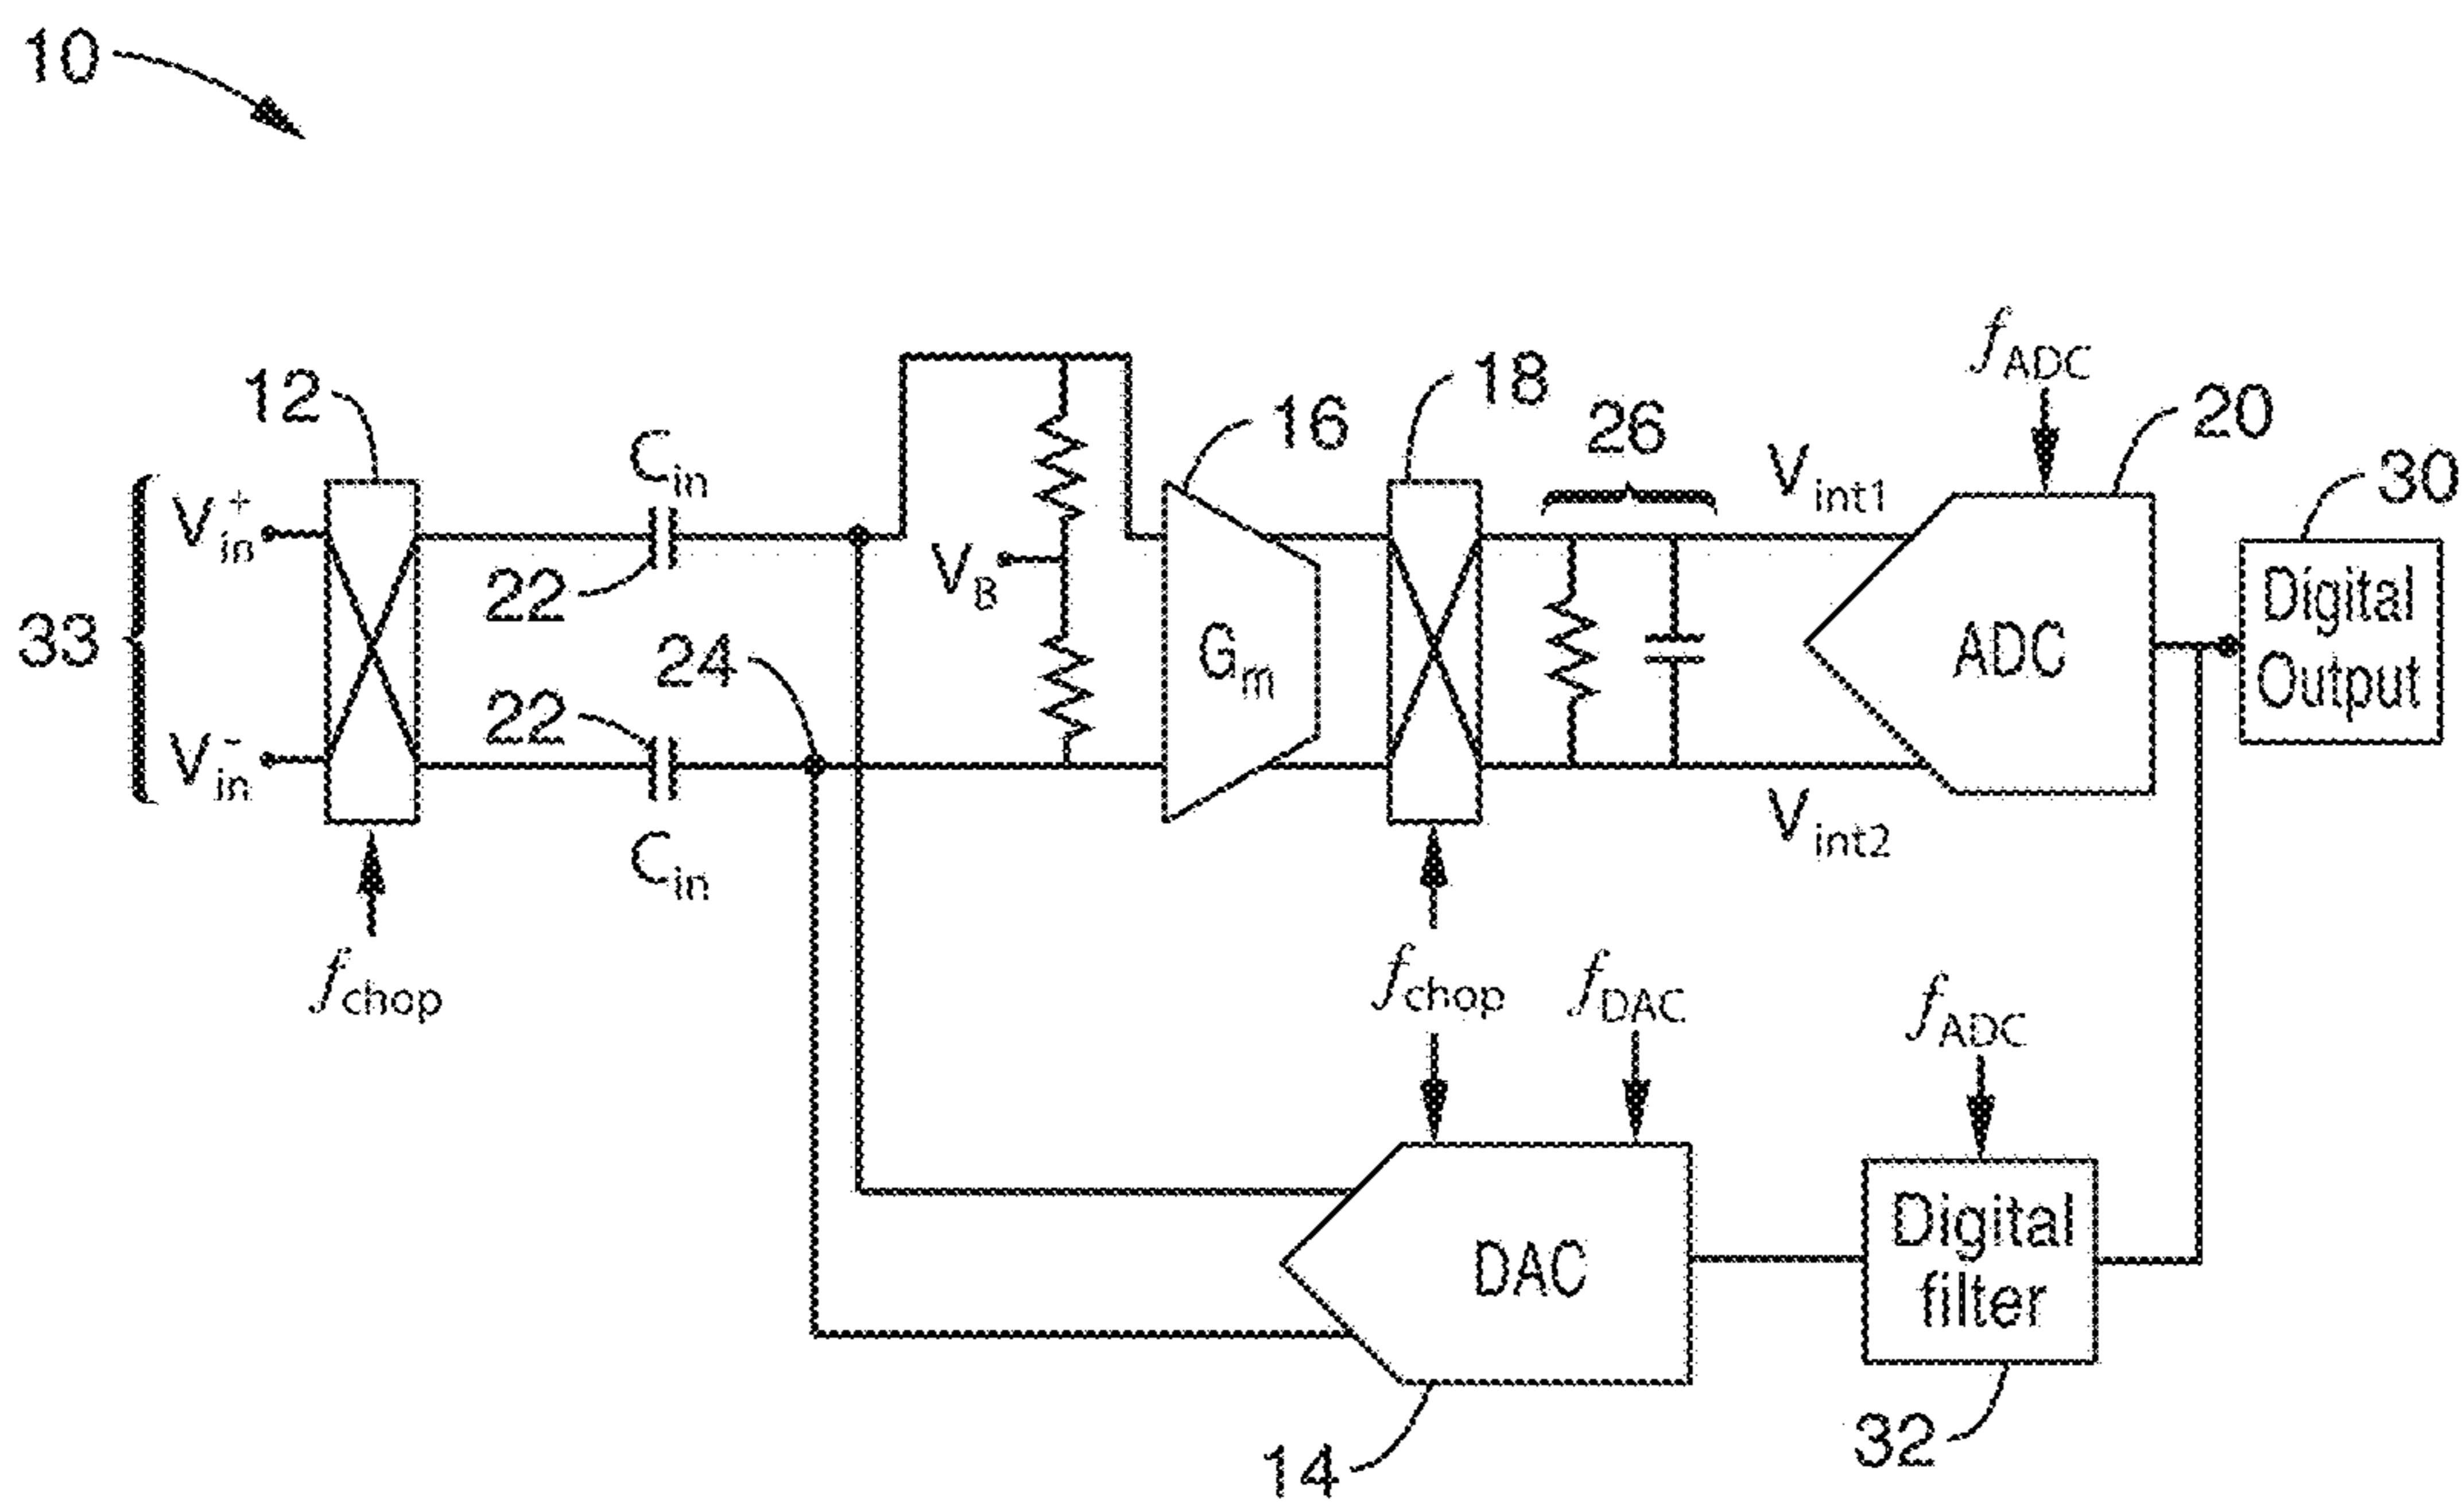 10
f_ADC
12
18
20
C_in
16
26
V_int1
30
V_in^+
22
V_B
Digital
Output
33
24
G_m
ADC
V_in^-
22
C_in
V_int2
f_chop
f_chop
f_DAC
f_ADC
DAC
Digital
filter
14
32